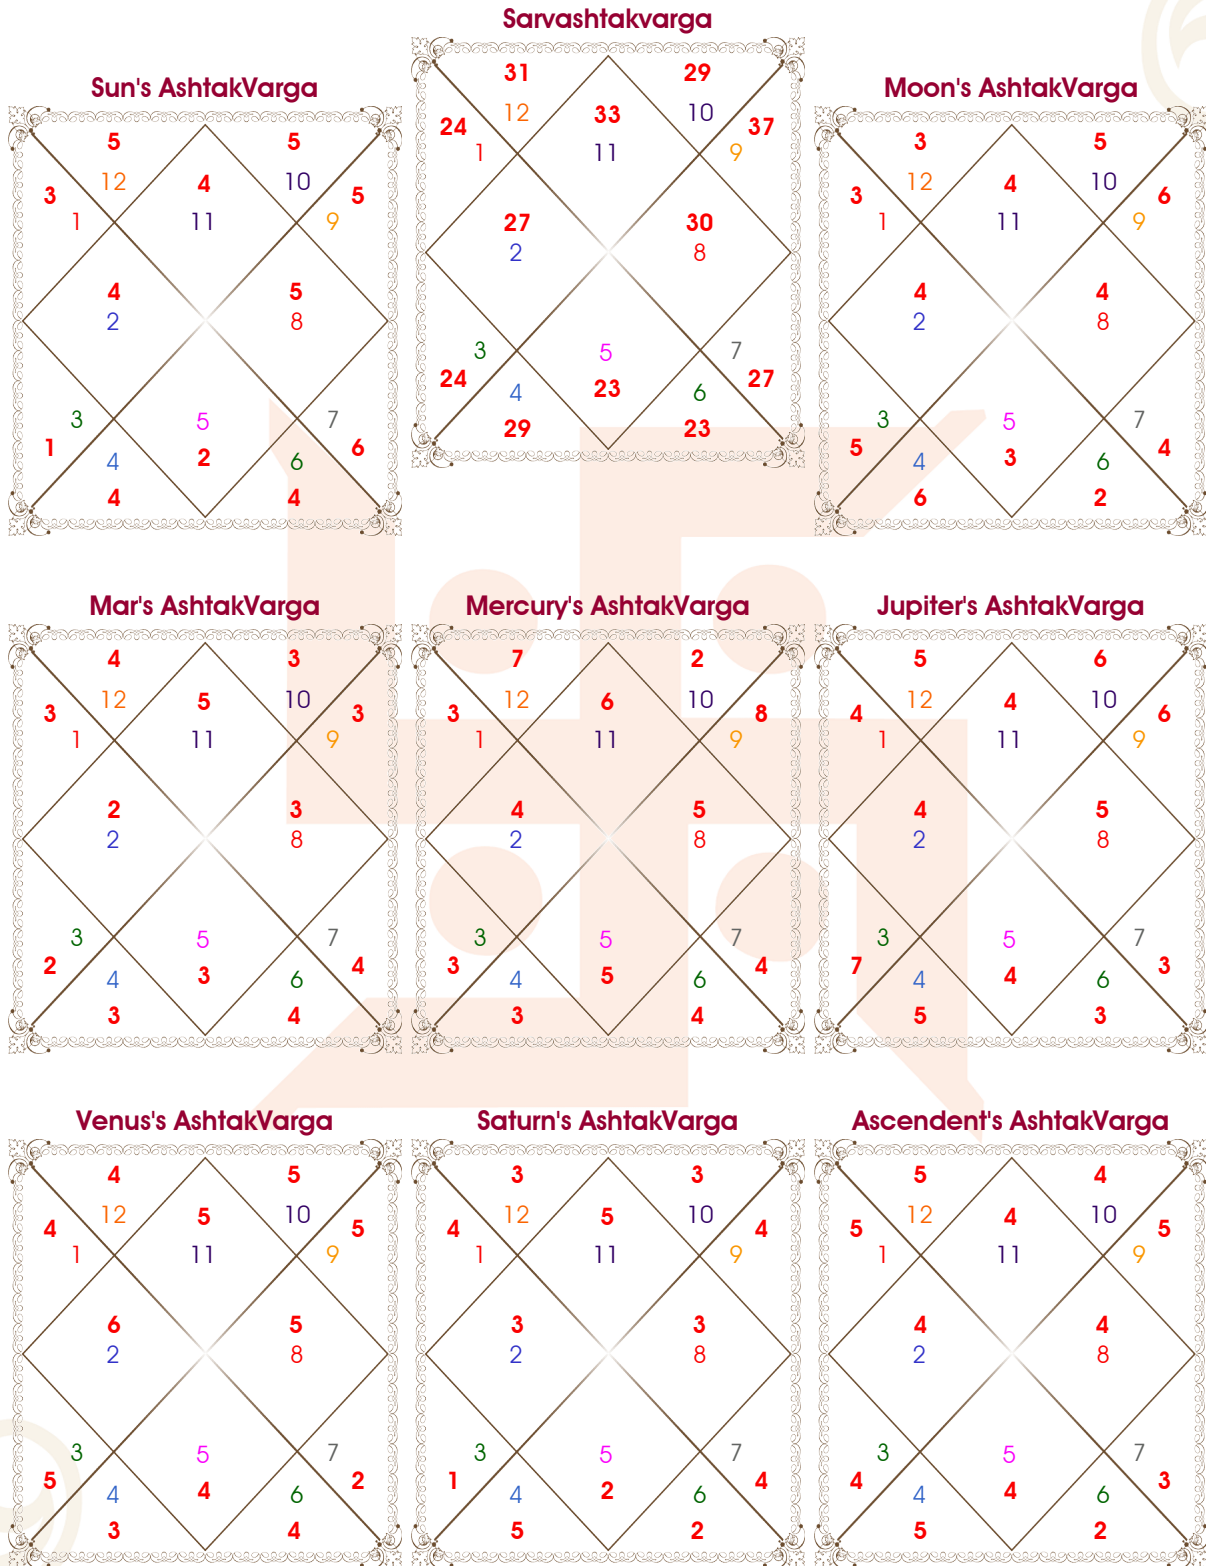 Sarvashtakvarga
31 29
12 33 10
24 37
1 11 9
27 30
2 8
3 5 7
24 23 27
4 6
29 23
Sun's AshtakVarga
5 5
12 4 10
3 5
1 11 9
4 5
2 8
3 5 7
1 2 6
4 6
4 4
Moon's AshtakVarga
3 5
12 4 10
3 6
1 11 9
4 4
2 8
3 5 7
5 3 4
4 6
6 2
Mar's AshtakVarga
4 3
12 5 10
3 3
1 11 9
2 3
2 8
3 5 7
2 3 4
4 6
3 4
Mercury's AshtakVarga
7 2
12 6 10
3 8
1 11 9
4 5
2 8
3 5 7
3 5 4
4 6
3 4
Jupiter's AshtakVarga
5 6
12 4 10
4 6
1 11 9
4 5
2 8
3 5 7
7 4 3
4 6
5 3
Venus's AshtakVarga
4 5
12 5 10
4 5
1 11 9
6 5
2 8
3 5 7
5 4 2
4 6
3 4
Saturn's AshtakVarga
3 3
12 5 10
4 4
1 11 9
3 3
2 8
3 5 7
1 2 4
4 6
5 2
Ascendent's AshtakVarga
5 4
12 4 10
5 5
1 11 9
4 4
2 8
3 5 7
4 4 3
4 6
5 2